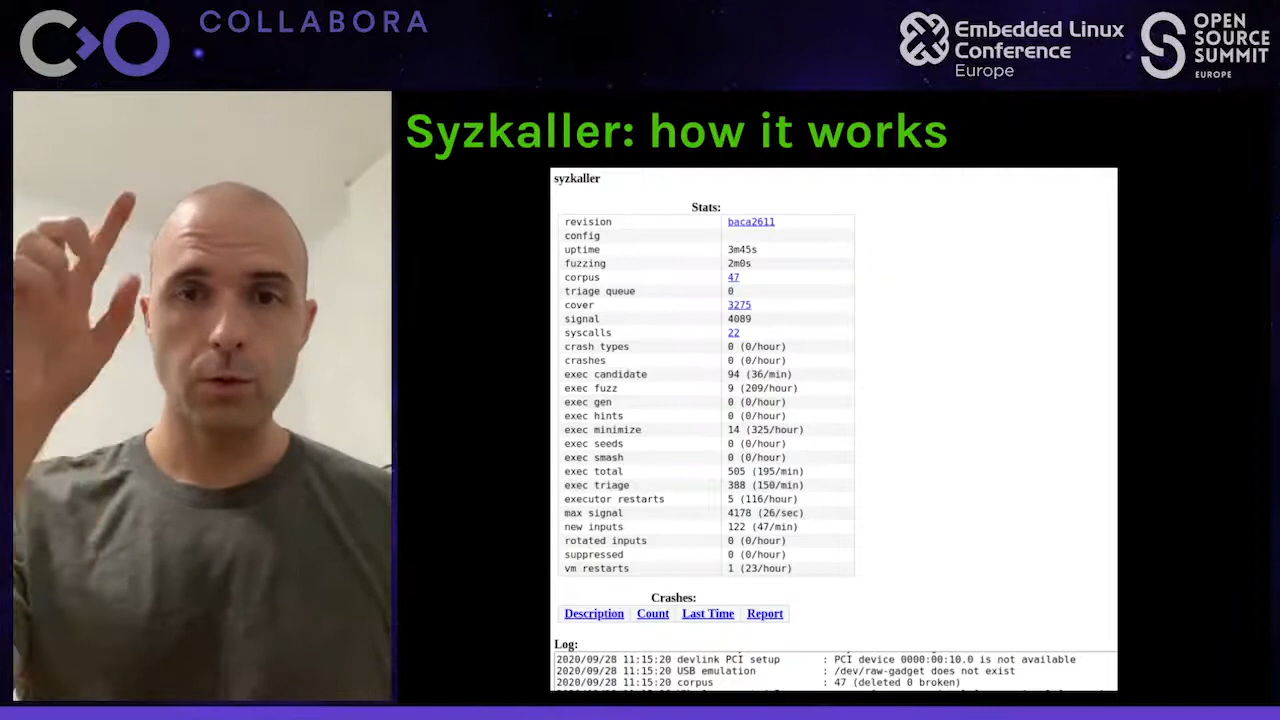 COLLABORA
Embedded Linux
Conference
Europe
OPEN
SOURCE
SUMMIT
EUROPE
Syzkaller: how it works
syzkaller
Stats:
revision baca2611
config
uptime 3m45s
fuzzing 2m0s
corpus 47
triage queue 0
cover 3275
signal 4089
syscalls 22
crash types 0 (0/hour)
crashes 0 (0/hour)
exec candidate 94 (36/min)
exec fuzz 9 (209/hour)
exec gen 0 (0/hour)
exec hints 0 (0/hour)
exec minimize 14 (325/hour)
exec seeds 0 (0/hour)
exec smash 0 (0/hour)
exec total 505 (195/min)
exec triage 388 (150/min)
executor restarts 5 (116/hour)
max signal 4178 (26/sec)
new inputs 122 (47/min)
rotated inputs 0 (0/hour)
suppressed 0 (0/hour)
vm restarts 1 (23/hour)
Crashes:
Description Count Last Time Report
Log:
2020/09/28 11:15:20 devlink PCI setup : PCI device 0000:00:10.0 is not available
2020/09/28 11:15:20 USB emulation : /dev/raw-gadget does not exist
2020/09/28 11:15:20 corpus : 47 (deleted 0 broken)